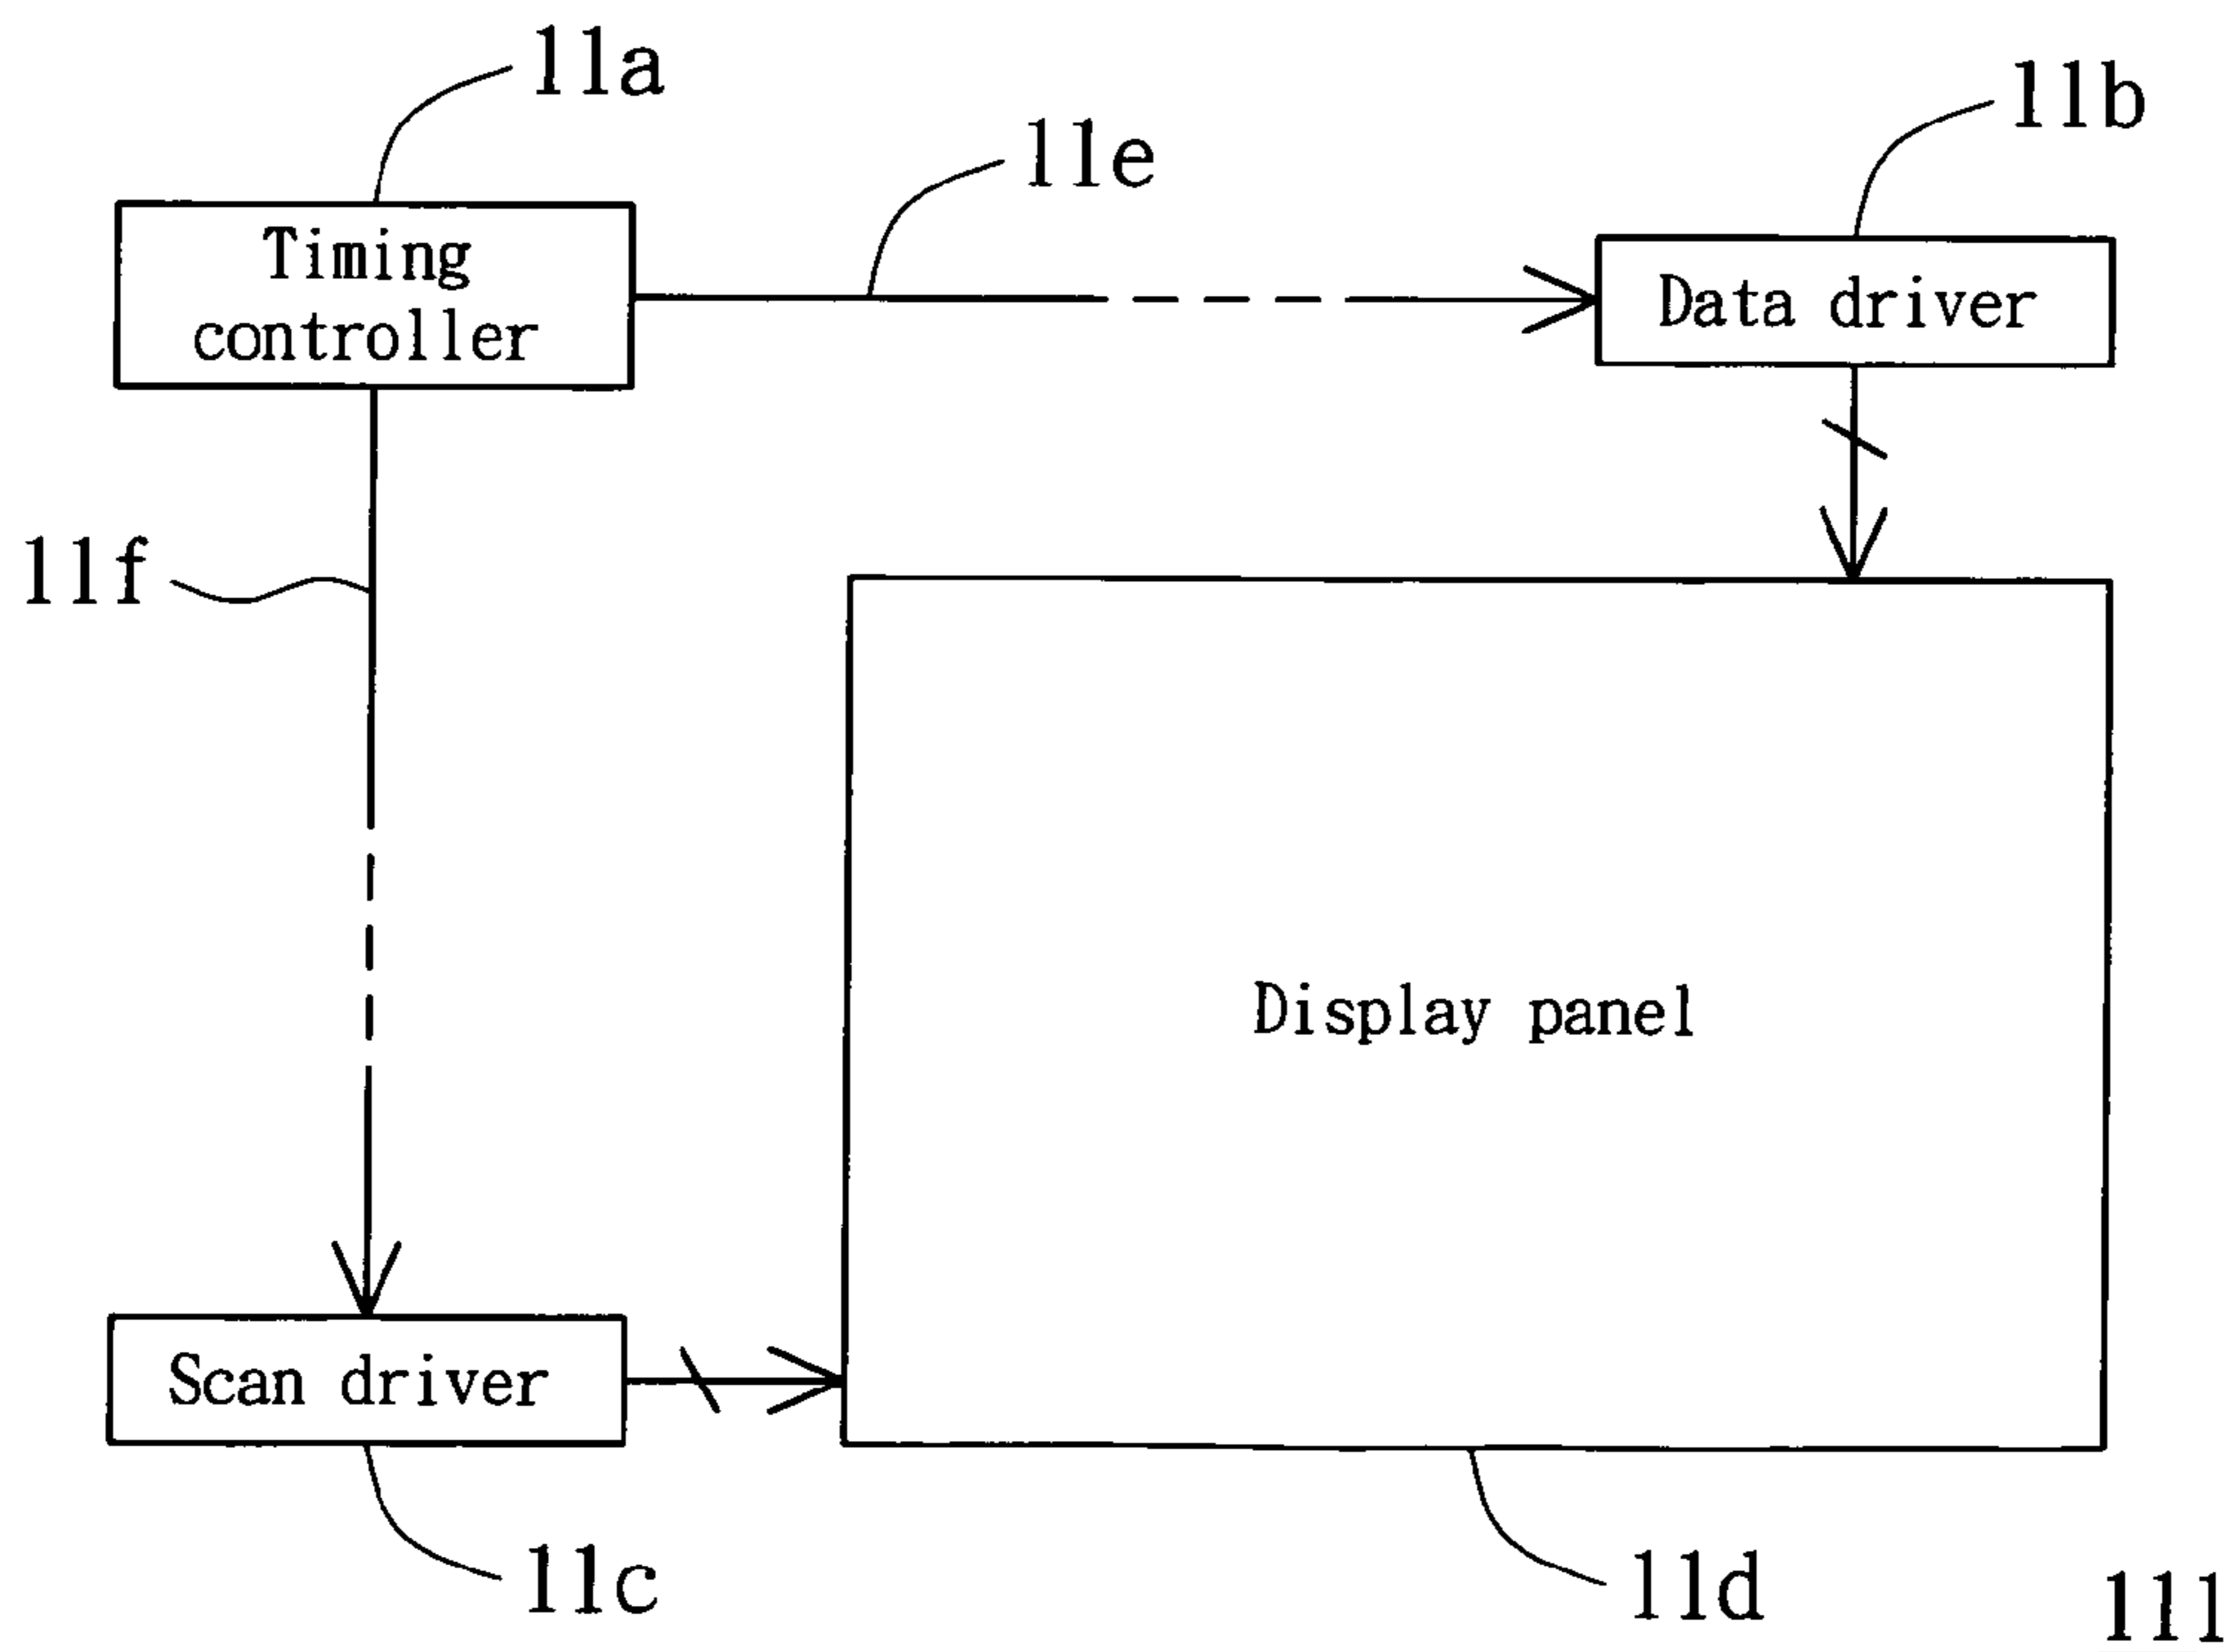 11a
11b
11e
Timing
controller
Data driver
11f
Display panel
Scan driver
11c
11d
111